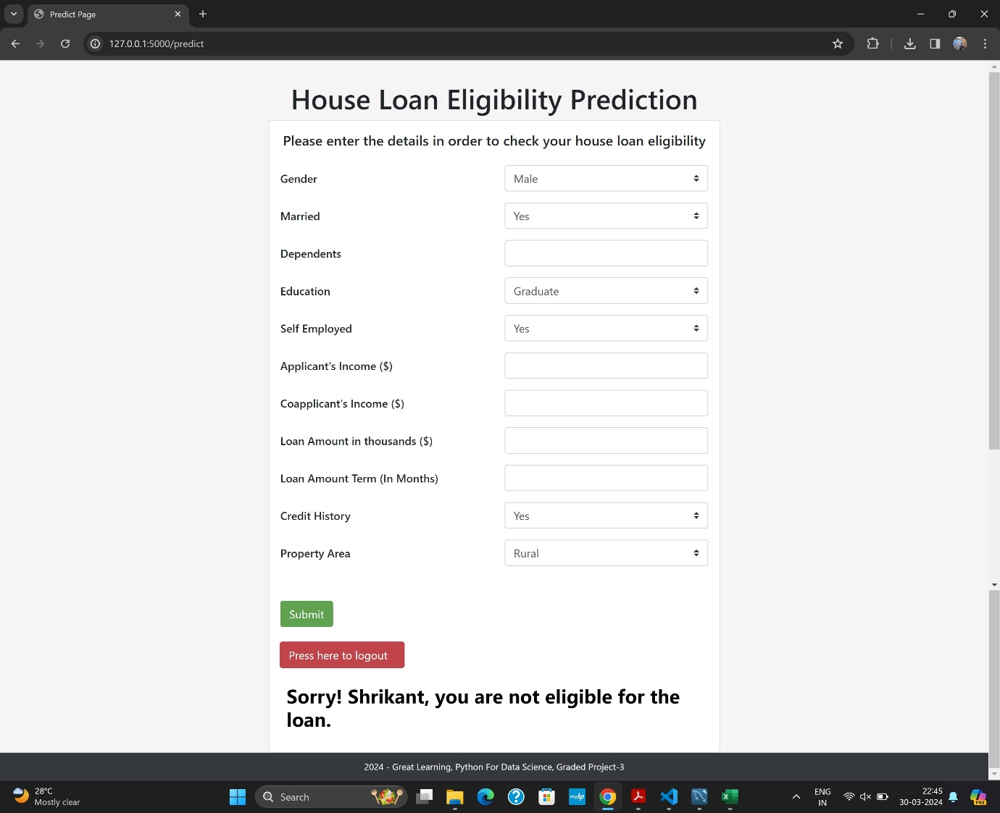 Predict Page
127.0.0.1:5000/predict
House Loan Eligibility Prediction
Please enter the details in order to check your house loan eligibility
Gender Male
Married Yes
Dependents
Education Graduate
Self Employed Yes
Applicant's Income ($)
Coapplicant's Income ($)
Loan Amount in thousands ($)
Loan Amount Term (In Months)
Credit History Yes
Property Area Rural
Submit
Press here to logout
Sorry! Shrikant, you are not eligible for the
loan.
2024 - Great Learning, Python For Data Science, Graded Project-3
28°C
Mostly clear
Search
myhp
ENG
IN
22:45
30-03-2024
PRE